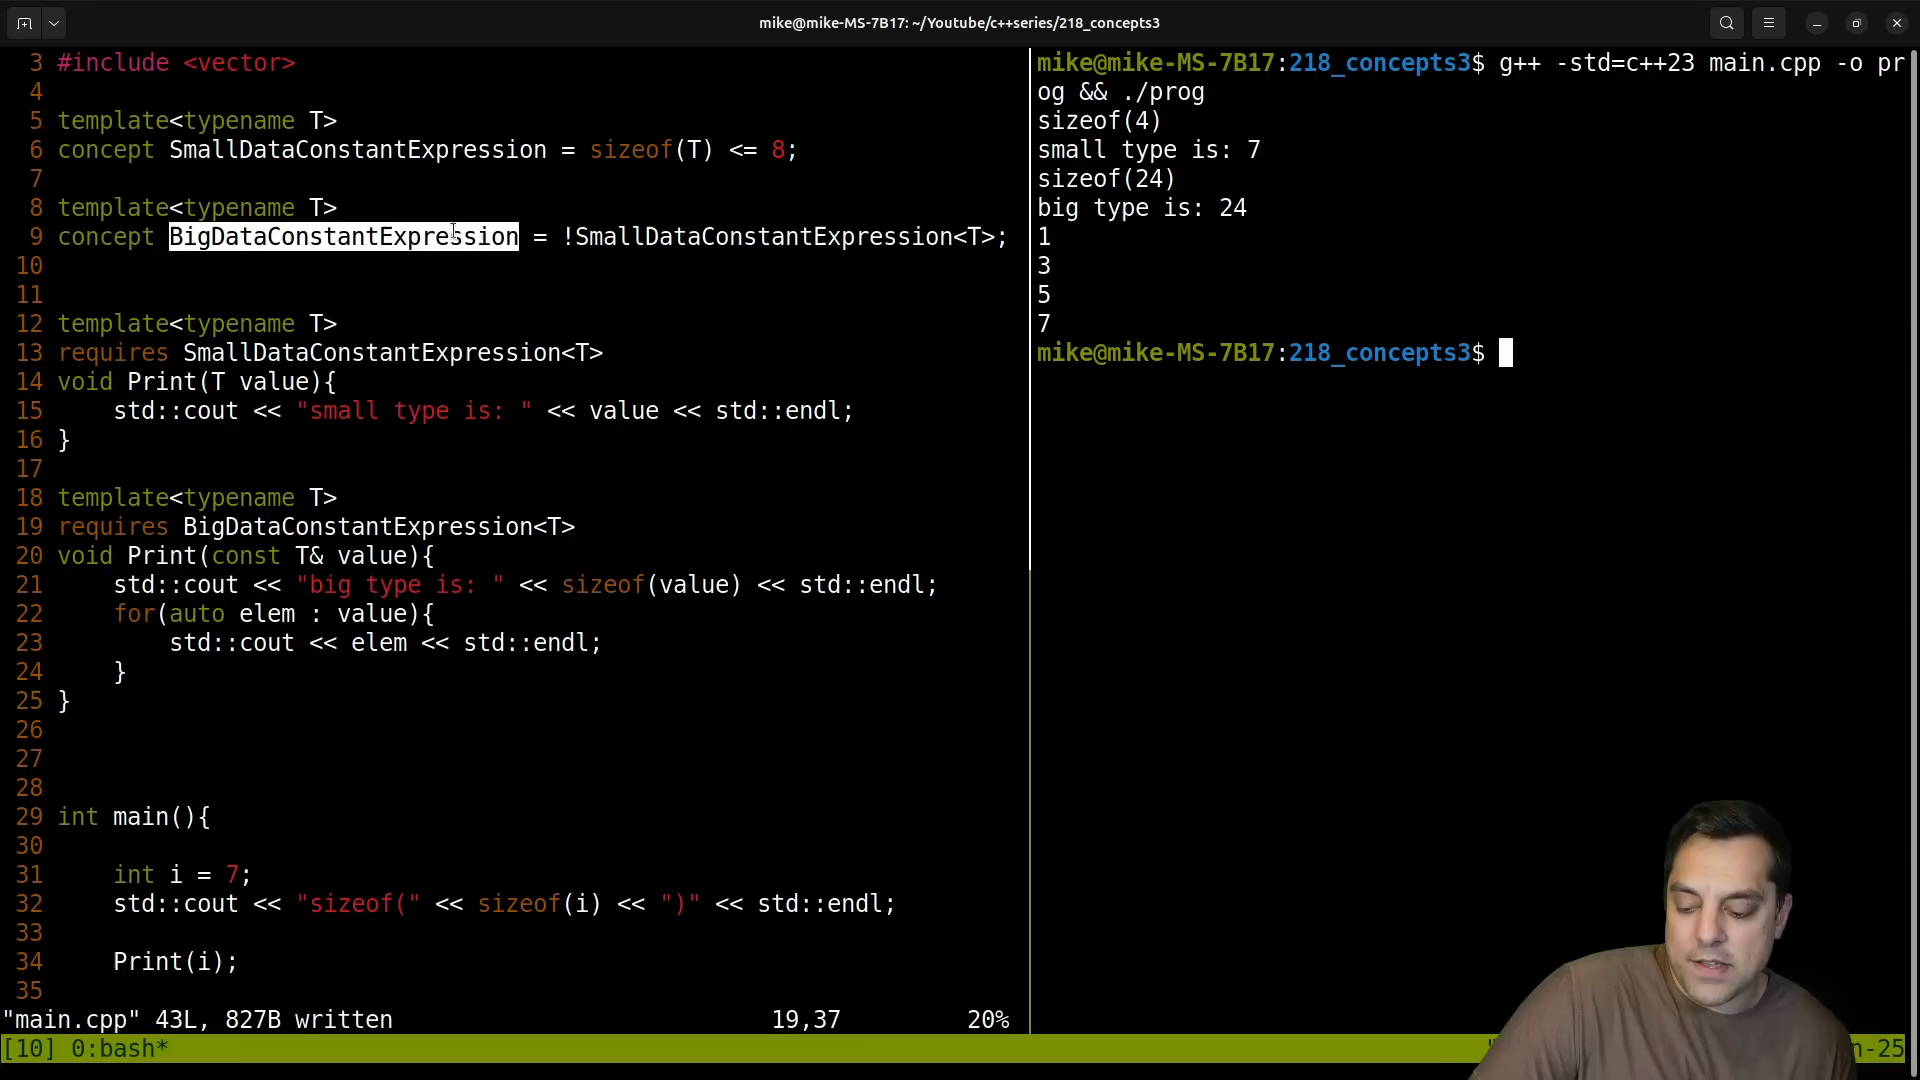 mike@mike-MS-7B17: ~/Youtube/c++series/218_concepts3
3 #include <vector>
4
5 template<typename T>
6 concept SmallDataConstantExpression = sizeof(T) <= 8;
7
8 template<typename T>
9 concept BigDataConstantExpression = !SmallDataConstantExpression<T>;
10
11
12 template<typename T>
13 requires SmallDataConstantExpression<T>
14 void Print(T value){
15     std::cout << "small type is: " << value << std::endl;
16 }
17
18 template<typename T>
19 requires BigDataConstantExpression<T>
20 void Print(const T& value){
21     std::cout << "big type is: " << sizeof(value) << std::endl;
22     for(auto elem : value){
23         std::cout << elem << std::endl;
24     }
25 }
26
27
28
29 int main(){
30
31     int i = 7;
32     std::cout << "sizeof(" << sizeof(i) << ")" << std::endl;
33
34     Print(i);
35
"main.cpp" 43L, 827B written 19,37 20%
mike@mike-MS-7B17:218_concepts3$ g++ -std=c++23 main.cpp -o pr
og && ./prog
sizeof(4)
small type is: 7
sizeof(24)
big type is: 24
1
3
5
7
mike@mike-MS-7B17:218_concepts3$
[10] 0:bash* n-25